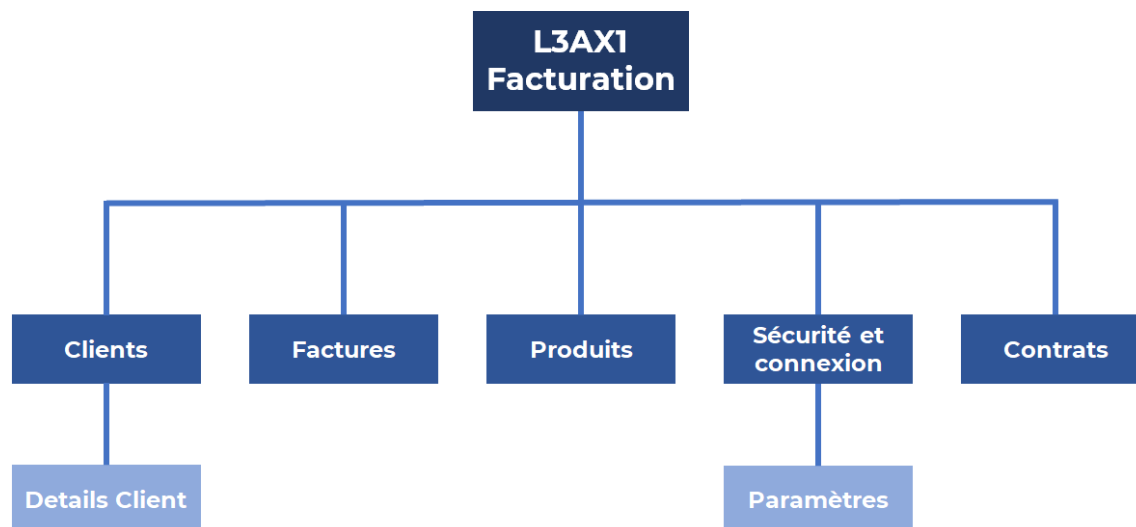 L3AX1
Facturation
Clients
Factures
Produits
Sécurité et
connexion
Contrats
Details Client
Paramètres